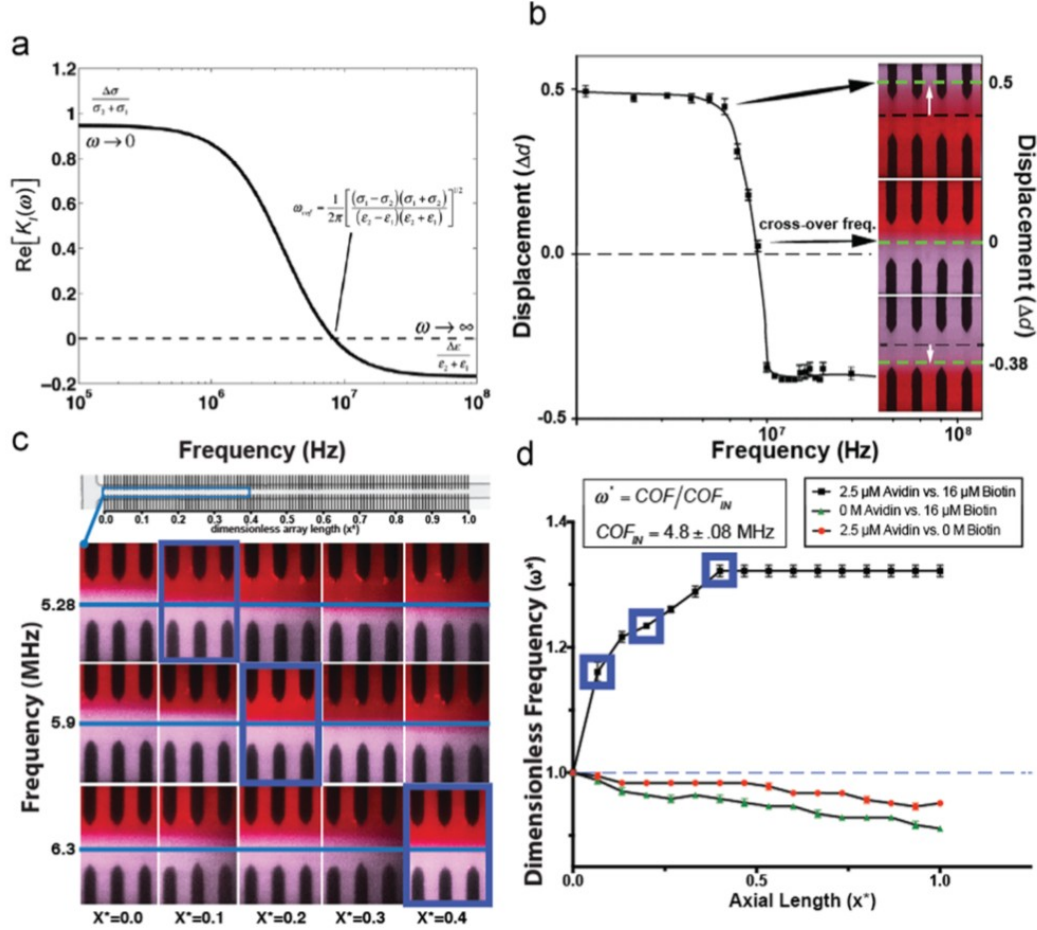 a
1.2
1
0.8
0.6
0.4
0.2
0
−0.2
Re[K_I(ω)]
Δσ
σ₂ + σ₁
ω → 0
ω → ∞
Δε
ε₂ + ε₁
10⁵
10⁶
10⁷
10⁸
Frequency (Hz)
b
0.5
0.0
-0.5
Displacement (Δd)
cross-over freq.
10⁷
10⁸
Frequency (Hz)
0.5
0
-0.38
Displacement (Δd)
c
0.0 0.1 0.2 0.3 0.4 0.5 0.6 0.7 0.8 0.9 1.0
dimensionless array length (x*)
5.28
5.9
6.3
Frequency (MHz)
X*=0.0 X*=0.1 X*=0.2 X*=0.3 X*=0.4
d
ω* = COF/COF_IN
COF_IN = 4.8 ± .08 MHz
2.5 µM Avidin vs. 16 µM Biotin
0 M Avidin vs. 16 µM Biotin
2.5 µM Avidin vs. 0 M Biotin
1.4
1.2
1.0
Dimensionless Frequency (ω*)
0.0
0.5
1.0
Axial Length (x*)